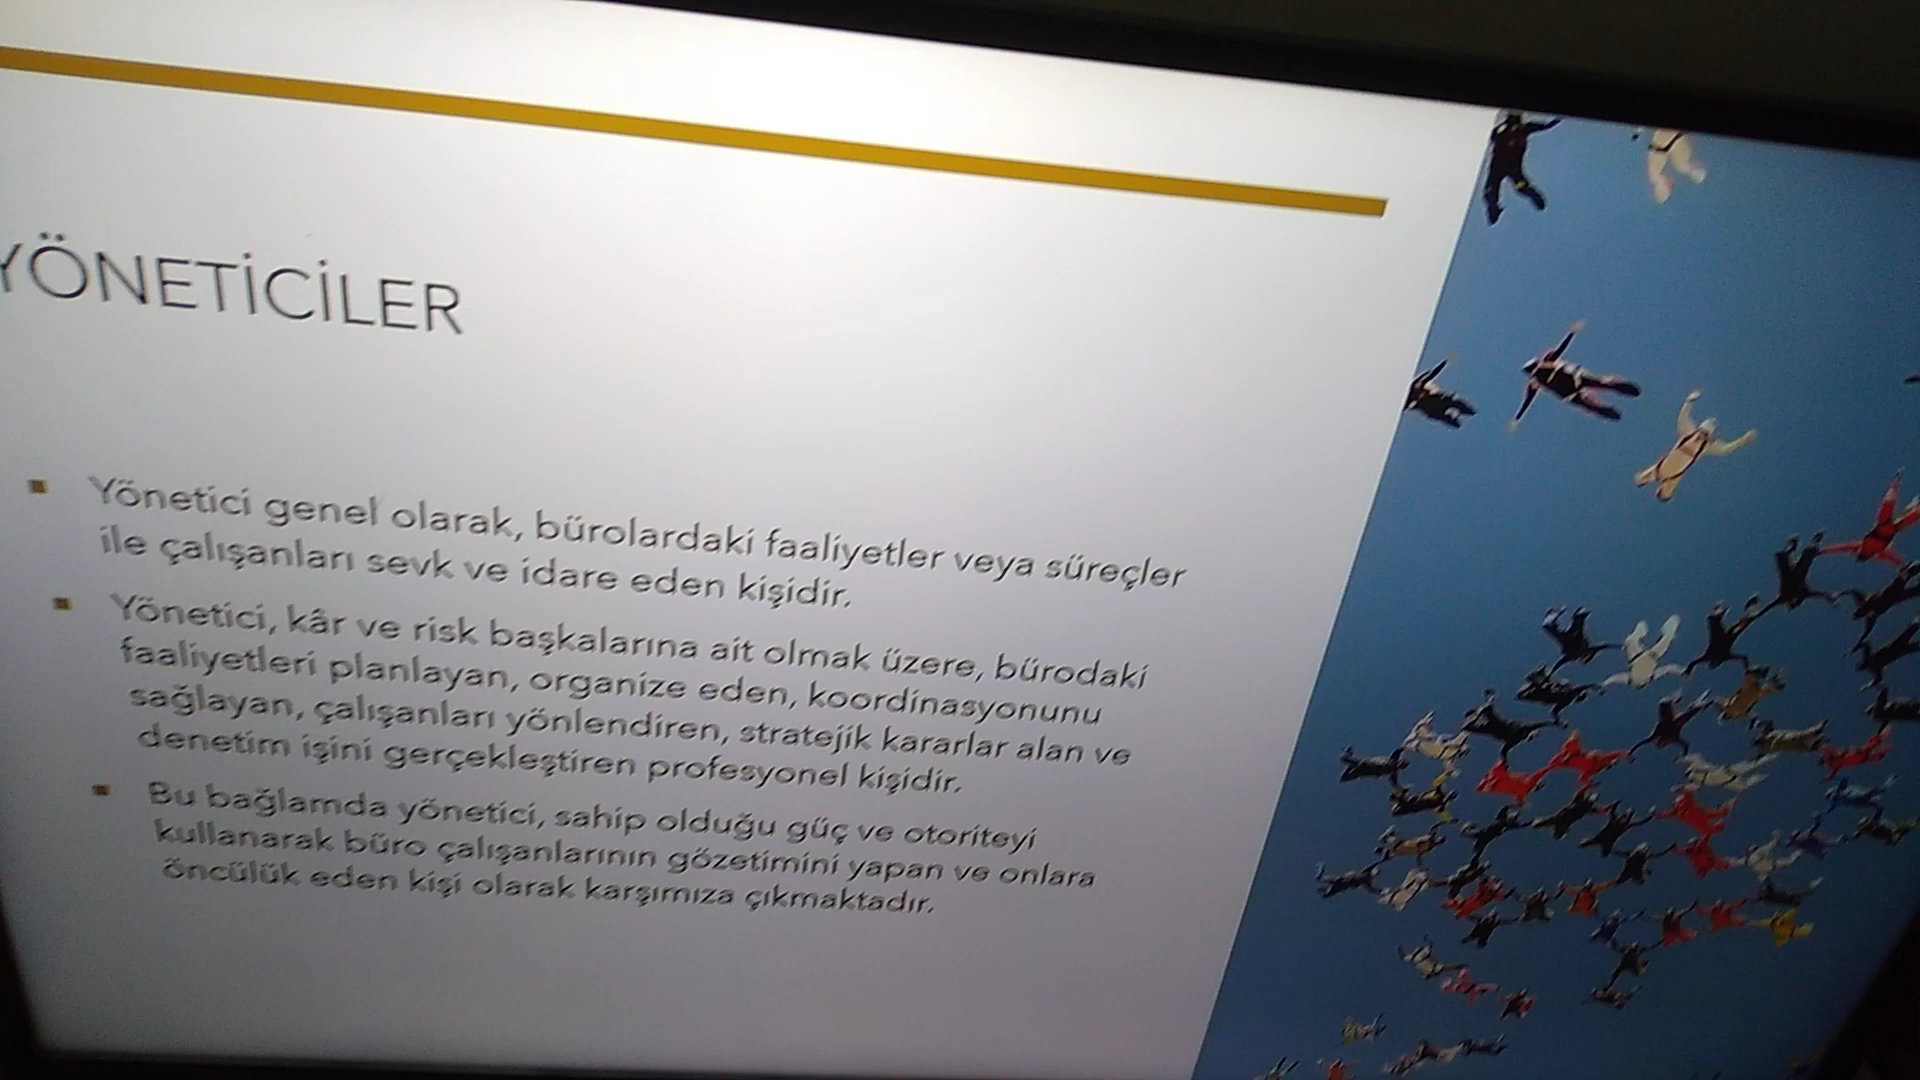 YÖNETİCİLER
Yönetici genel olarak, bürolardaki faaliyetler veya süreçler
ile çalışanları sevk ve idare eden kişidir.
Yönetici, kâr ve risk başkalarına ait olmak üzere, bürodaki
faaliyetleri planlayan, organize eden, koordinasyonunu
sağlayan, çalışanları yönlendiren, stratejik kararlar alan ve
denetim işini gerçekleştiren profesyonel kişidir.
Bu bağlamda yönetici, sahip olduğu güç ve otoriteyi
kullanarak büro çalışanlarının gözetimini yapan ve onlara
öncülük eden kişi olarak karşımıza çıkmaktadır.